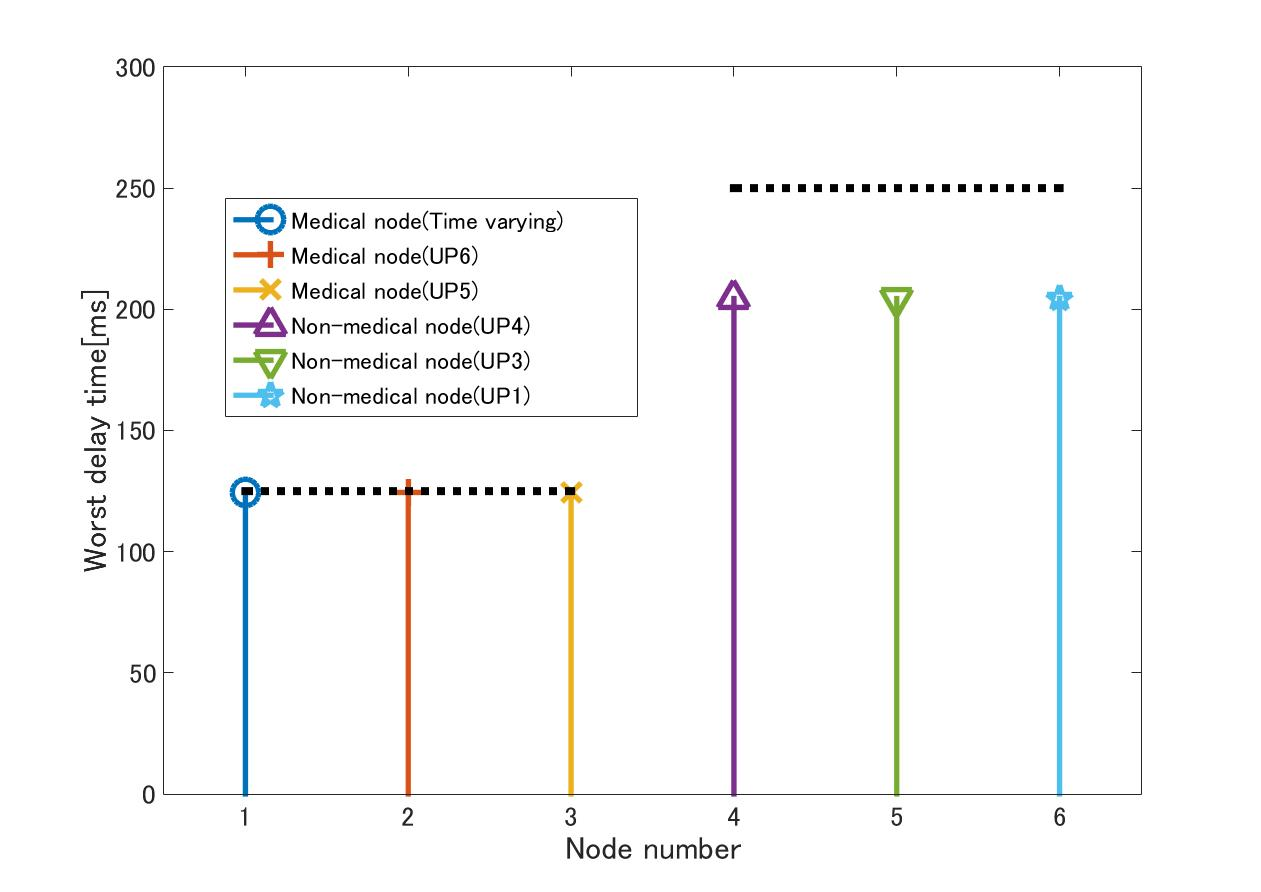 300
250
200
150
100
50
0
Worst delay time[ms]
Medical node(Time varying)
Medical node(UP6)
Medical node(UP5)
Non-medical node(UP4)
Non-medical node(UP3)
Non-medical node(UP1)
1 2 3 4 5 6
Node number